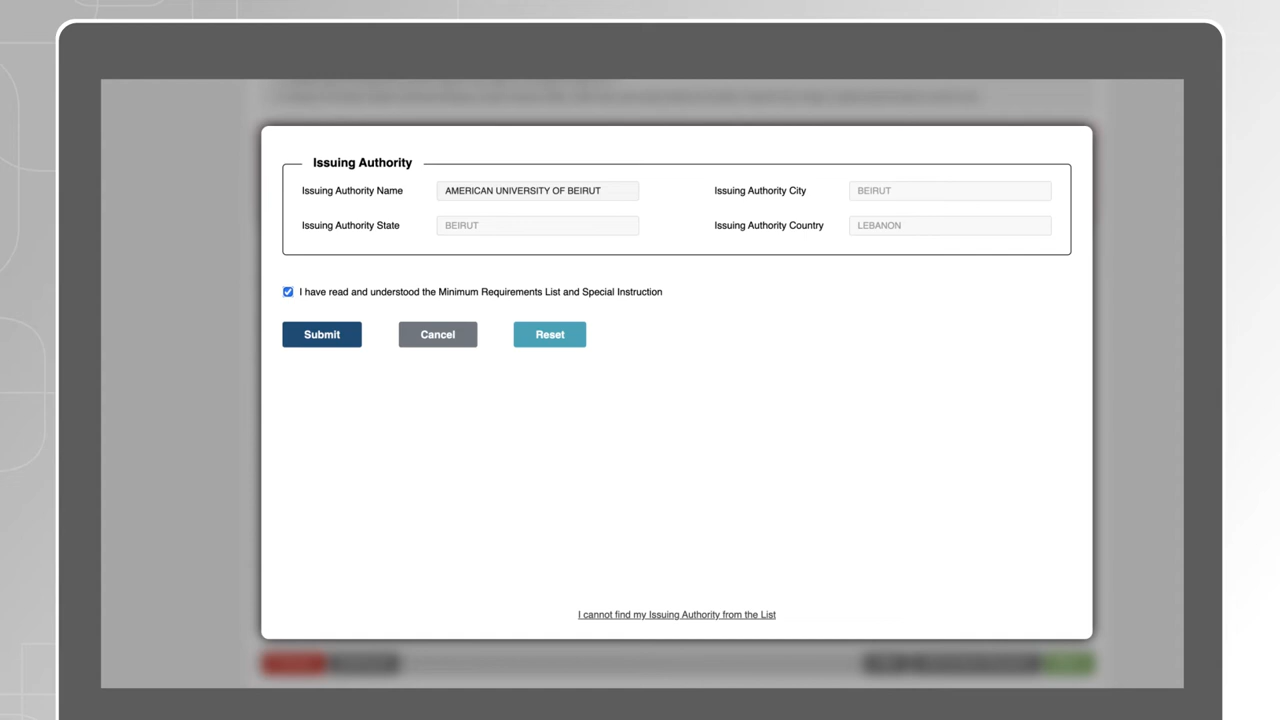 Issuing Authority
Issuing Authority Name AMERICAN UNIVERSITY OF BEIRUT Issuing Authority City BEIRUT
Issuing Authority State BEIRUT Issuing Authority Country LEBANON
I have read and understood the Minimum Requirements List and Special Instruction
Submit Cancel Reset
I cannot find my Issuing Authority from the List